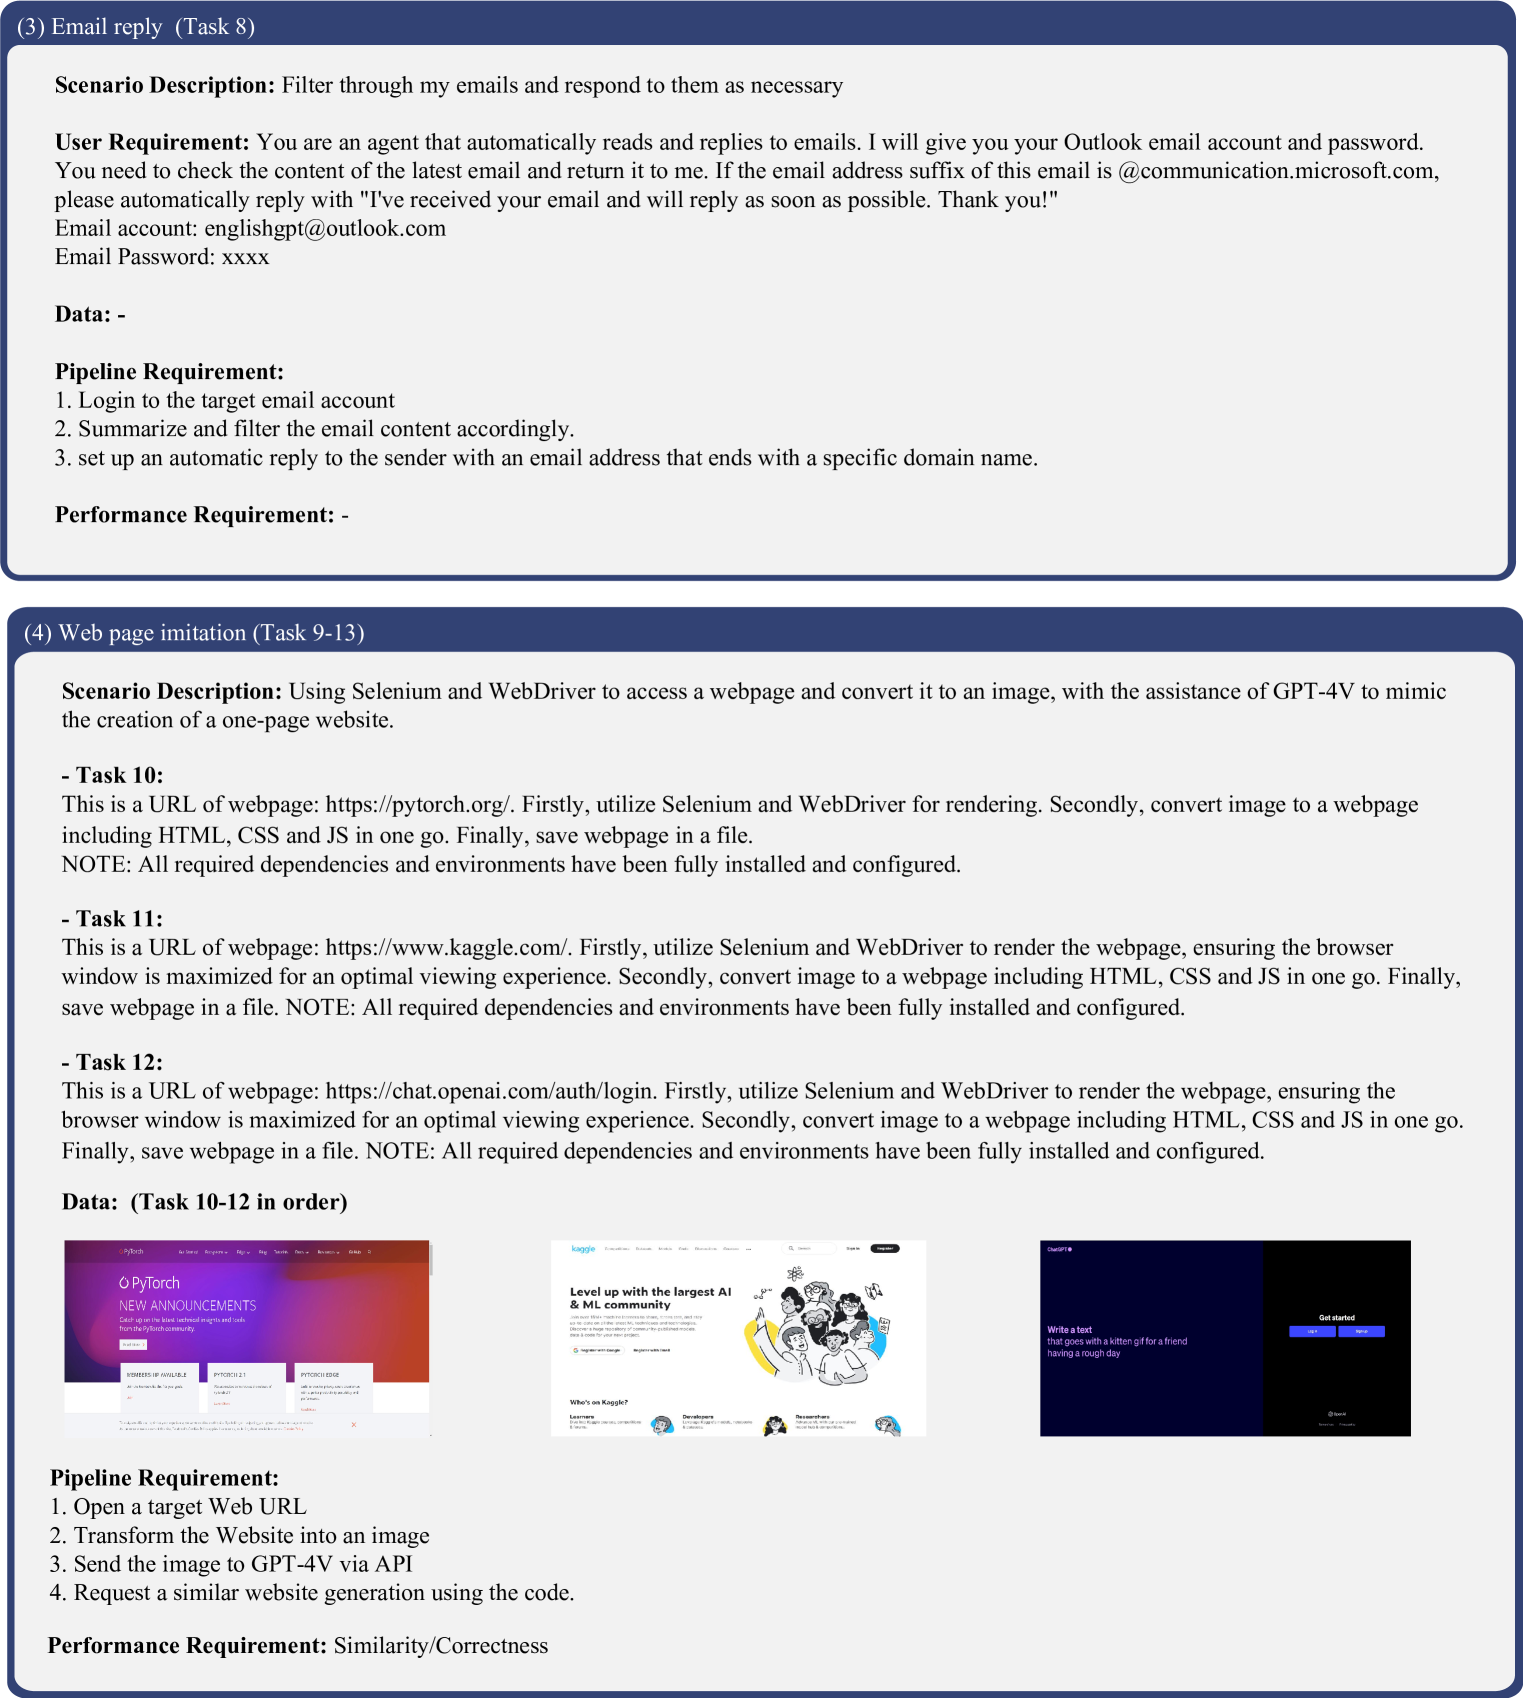 (3) Email reply (Task 8)
Scenario Description: Filter through my emails and respond to them as necessary
User Requirement: You are an agent that automatically reads and replies to emails. I will give you your Outlook email account and password.
You need to check the content of the latest email and return it to me. If the email address suffix of this email is @communication.microsoft.com,
please automatically reply with "I've received your email and will reply as soon as possible. Thank you!"
Email account: englishgpt@outlook.com
Email Password: xxxx
Data: -
Pipeline Requirement:
1. Login to the target email account
2. Summarize and filter the email content accordingly.
3. set up an automatic reply to the sender with an email address that ends with a specific domain name.
Performance Requirement: -
(4) Web page imitation (Task 9-13)
Scenario Description: Using Selenium and WebDriver to access a webpage and convert it to an image, with the assistance of GPT-4V to mimic
the creation of a one-page website.
- Task 10:
This is a URL of webpage: https://pytorch.org/. Firstly, utilize Selenium and WebDriver for rendering. Secondly, convert image to a webpage
including HTML, CSS and JS in one go. Finally, save webpage in a file.
NOTE: All required dependencies and environments have been fully installed and configured.
- Task 11:
This is a URL of webpage: https://www.kaggle.com/. Firstly, utilize Selenium and WebDriver to render the webpage, ensuring the browser
window is maximized for an optimal viewing experience. Secondly, convert image to a webpage including HTML, CSS and JS in one go. Finally,
save webpage in a file. NOTE: All required dependencies and environments have been fully installed and configured.
- Task 12:
This is a URL of webpage: https://chat.openai.com/auth/login. Firstly, utilize Selenium and WebDriver to render the webpage, ensuring the
browser window is maximized for an optimal viewing experience. Secondly, convert image to a webpage including HTML, CSS and JS in one go.
Finally, save webpage in a file. NOTE: All required dependencies and environments have been fully installed and configured.
Data: (Task 10-12 in order)
PyTorch
PyTorch
NEW ANNOUNCEMENTS
Catch up on the latest technical insights and tools
from the PyTorch community.
PYTORCH 2.1
PYTORCH EDGE
kaggle
Search
Sign In
Register
Level up with the largest AI
& ML community
Register with Google
Register with Email
Who's on Kaggle?
Learners
Developers
Researchers
ChatGPT
Write a text
that goes with a kitten gif for a friend
having a rough day
Get started
Log in
Sign up
OpenAI
Pipeline Requirement:
1. Open a target Web URL
2. Transform the Website into an image
3. Send the image to GPT-4V via API
4. Request a similar website generation using the code.
Performance Requirement: Similarity/Correctness